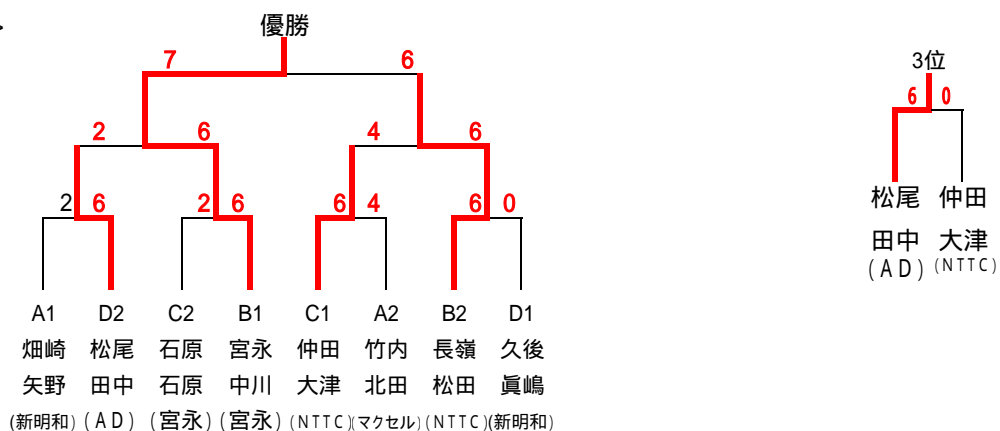 優勝
7 6
3位
6 0
2 6 4 6
2 6 2 6 6 4 6 0
松尾 仲田
田中 大津
(AD) (NTTC)
A1 D2 C2 B1 C1 A2 B2 D1
畑崎 松尾 石原 宮永 仲田 竹内 長嶺 久後
矢野 田中 石原 中川 大津 北田 松田 眞嶋
(新明和) (AD) (宮永) (宮永) (NTTC) (マクセル) (NTTC) (新明和)